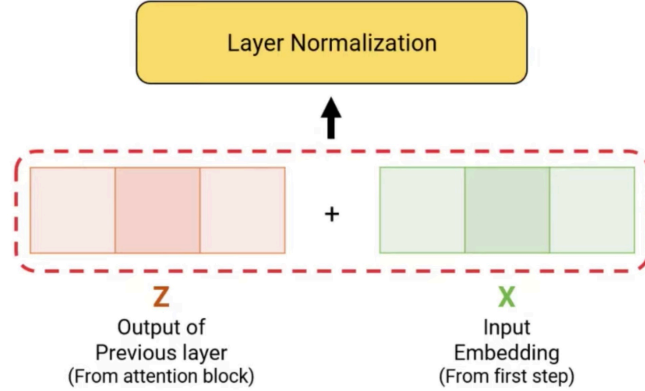 Layer Normalization
+
Z
Output of
Previous layer
(From attention block)
X
Input
Embedding
(From first step)